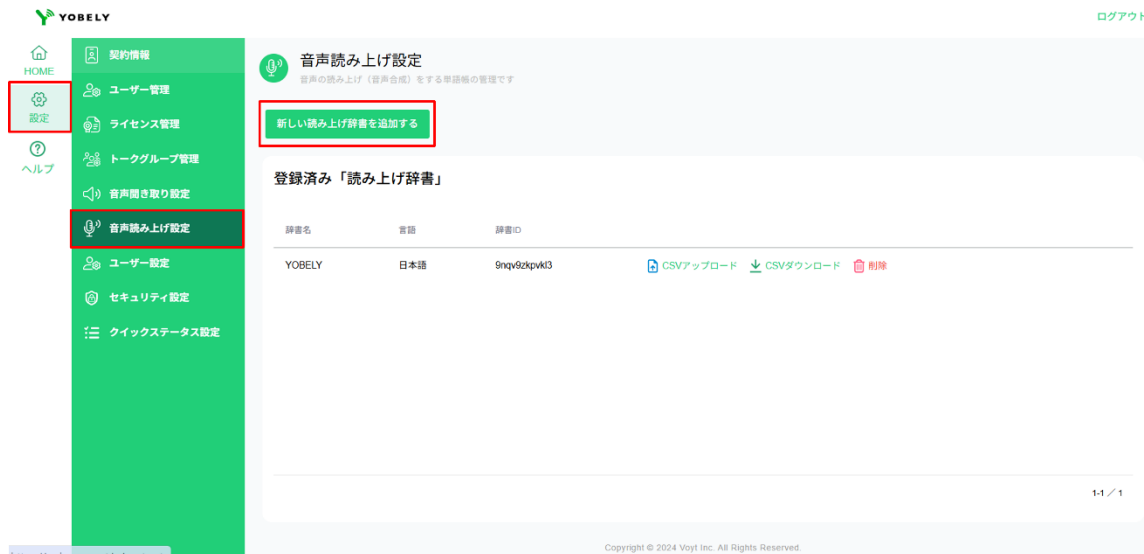 YOBELY
ログアウト
HOME
設定
ヘルプ
契約情報
ユーザー管理
ライセンス管理
トークグループ管理
音声聞き取り設定
音声読み上げ設定
ユーザー設定
セキュリティ設定
クイックステータス設定
音声読み上げ設定
音声の読み上げ（音声合成）をする単語帳の管理です
新しい読み上げ辞書を追加する
登録済み「読み上げ辞書」
辞書名 言語 辞書ID
YOBELY 日本語 9nqv9zkpvkl3 CSVアップロード CSVダウンロード 削除
1-1 ／ 1
Copyright © 2024 Voyt Inc. All Rights Reserved.